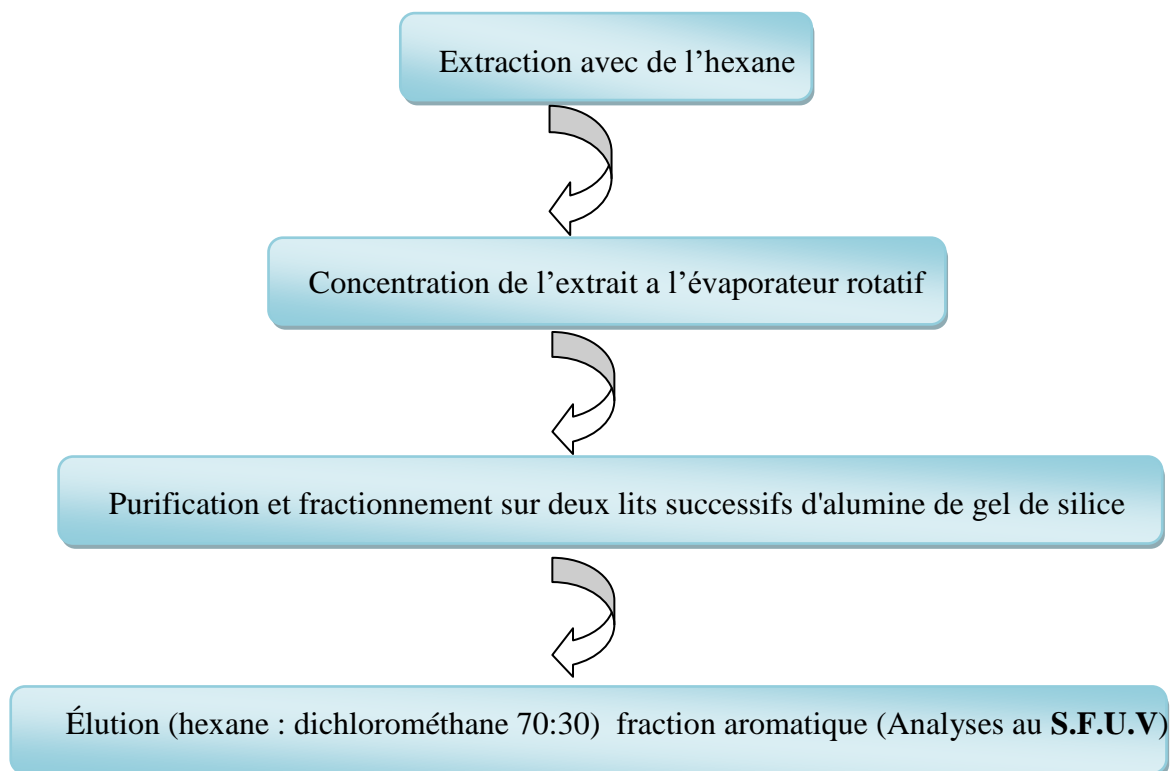 Extraction avec de l’hexane
Concentration de l’extrait a l’évaporateur rotatif
Purification et fractionnement sur deux lits successifs d'alumine de gel de silice
Élution (hexane : dichlorométhane 70:30) fraction aromatique (Analyses au S.F.U.V)